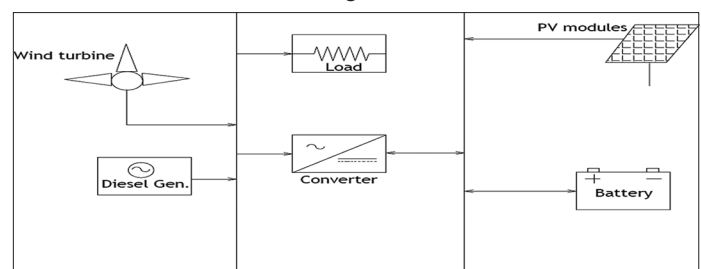 PV modules
Wind turbine
Load
Converter
Diesel Gen.
Battery